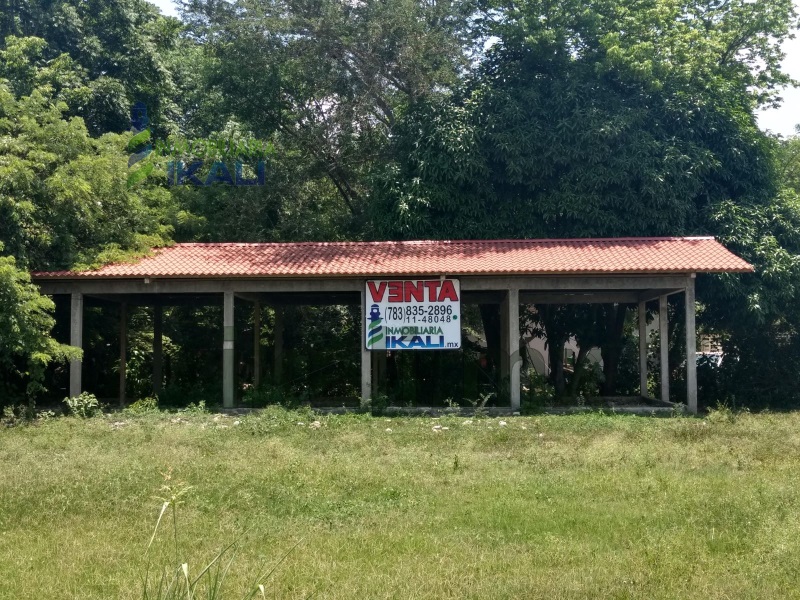 VENTA
(783) 835-2896
11-48048
INMOBILIARIA
IKALI.mx
IKALI